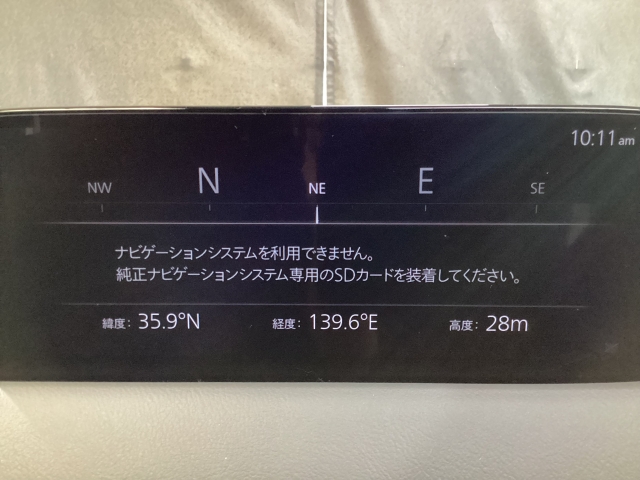 10:11am
NW N NE E SE
ナビゲーションシステムを利用できません。
純正ナビゲーションシステム専用のSDカードを装着してください。
緯度: 35.9°N 経度: 139.6°E 高度: 28m